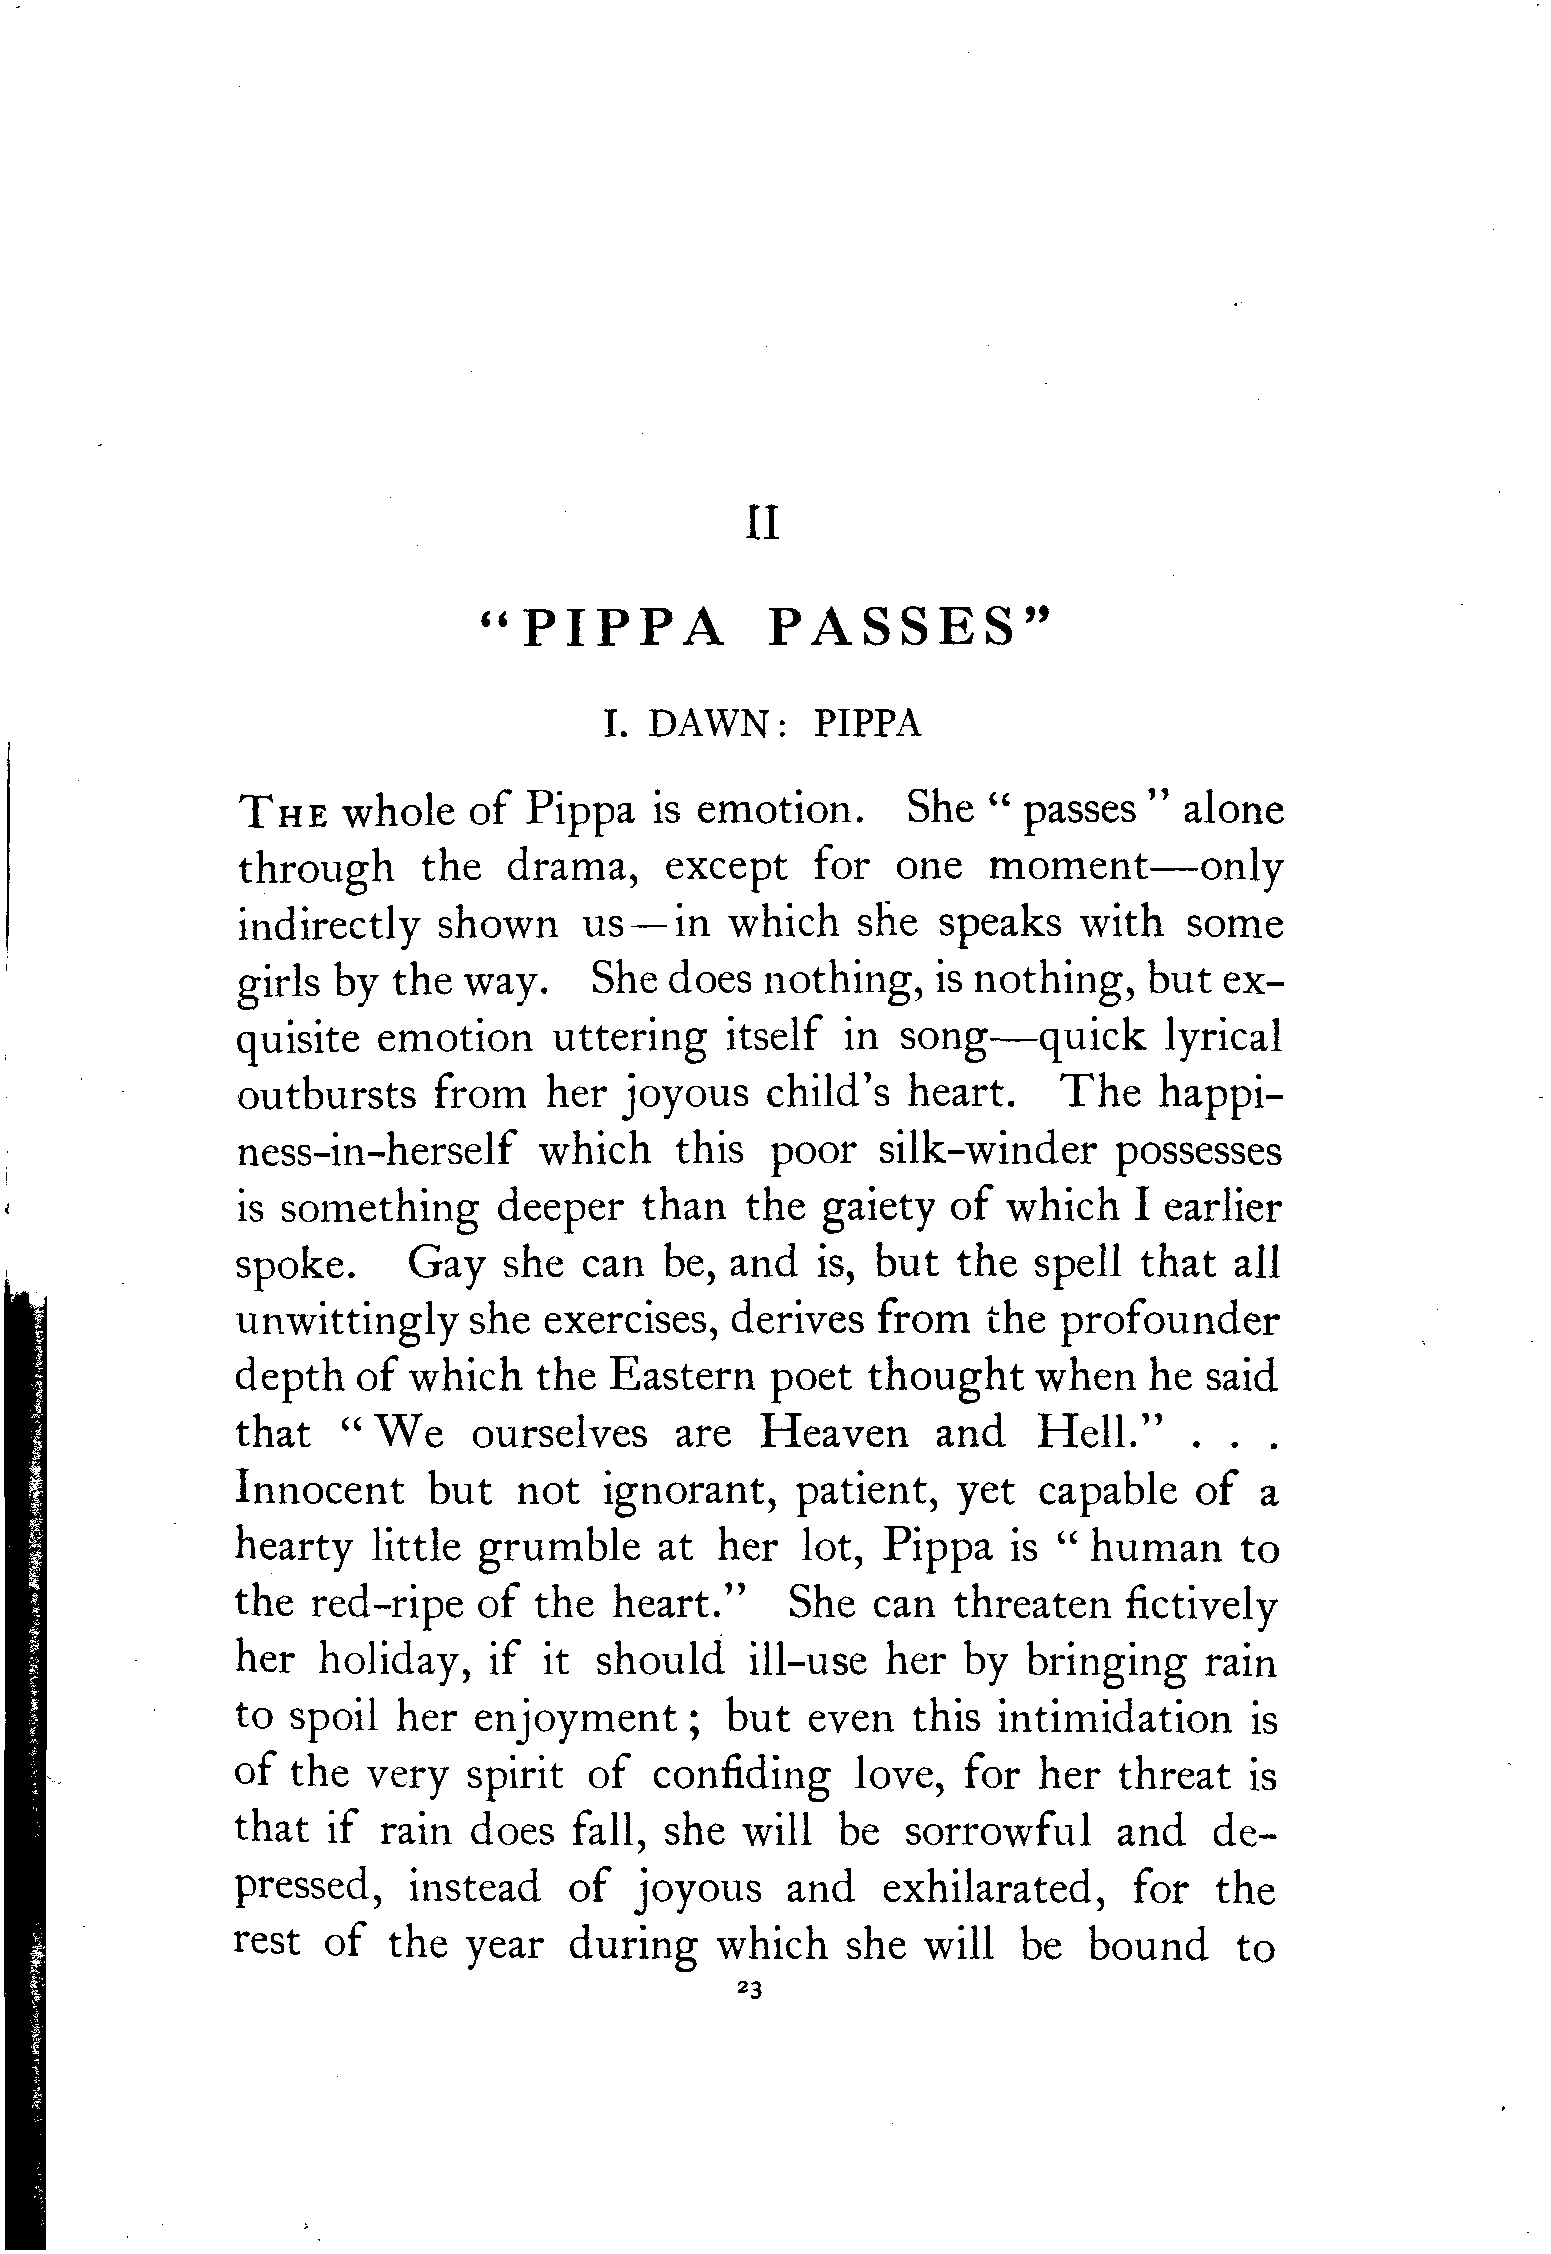 II
“PIPPA PASSES”
I. DAWN: PIPPA
THE whole of Pippa is emotion. She “ passes ” alone
through the drama, except for one moment—only
indirectly shown us—in which she speaks with some
girls by the way. She does nothing, is nothing, but ex-
quisite emotion uttering itself in song—quick lyrical
outbursts from her joyous child’s heart. The happi-
ness-in-herself which this poor silk-winder possesses
is something deeper than the gaiety of which I earlier
spoke. Gay she can be, and is, but the spell that all
unwittingly she exercises, derives from the profounder
depth of which the Eastern poet thought when he said
that “ We ourselves are Heaven and Hell.” . . .
Innocent but not ignorant, patient, yet capable of a
hearty little grumble at her lot, Pippa is “ human to
the red-ripe of the heart.” She can threaten fictively
her holiday, if it should ill-use her by bringing rain
to spoil her enjoyment ; but even this intimidation is
of the very spirit of confiding love, for her threat is
that if rain does fall, she will be sorrowful and de-
pressed, instead of joyous and exhilarated, for the
rest of the year during which she will be bound to
23